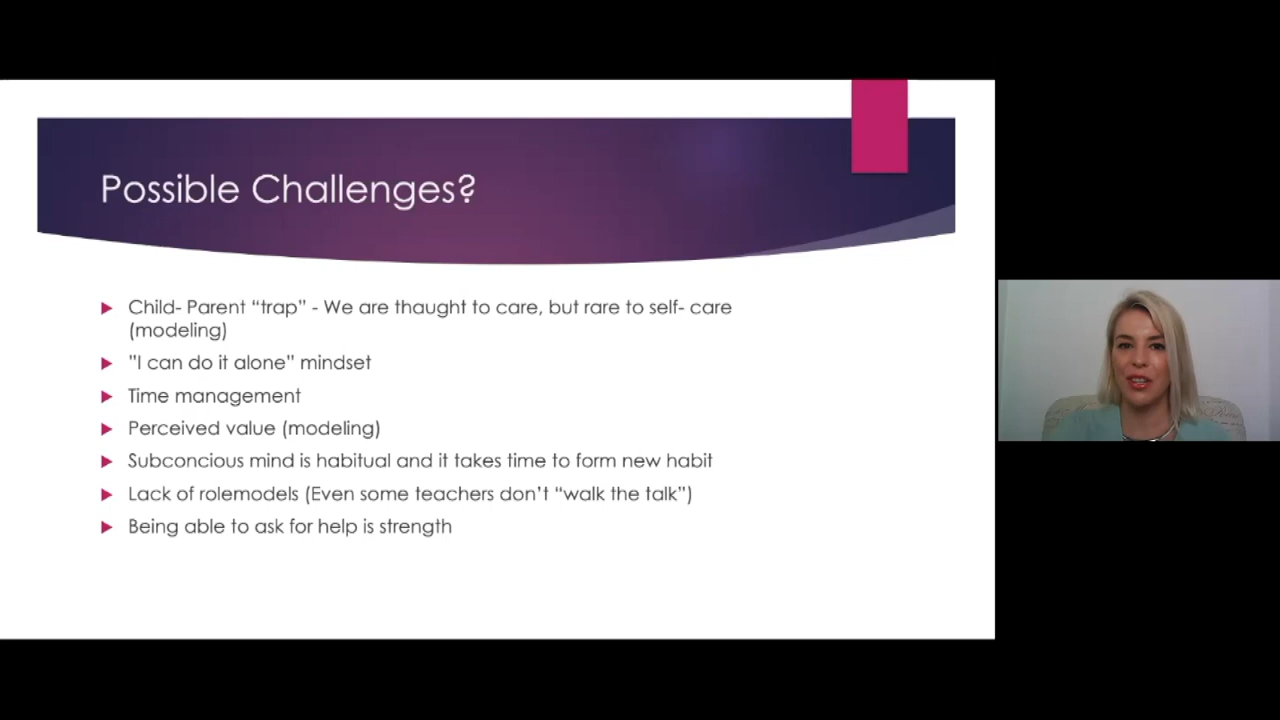 Possible Challenges?
Child- Parent “trap” - We are thaught to care, but rare to self- care
(modeling)
”I can do it alone” mindset
Time management
Perceived value (modeling)
Subconcious mind is habitual and it takes time to form new habit
Lack of rolemodels (Even some teachers don’t “walk the talk”)
Being able to ask for help is strength